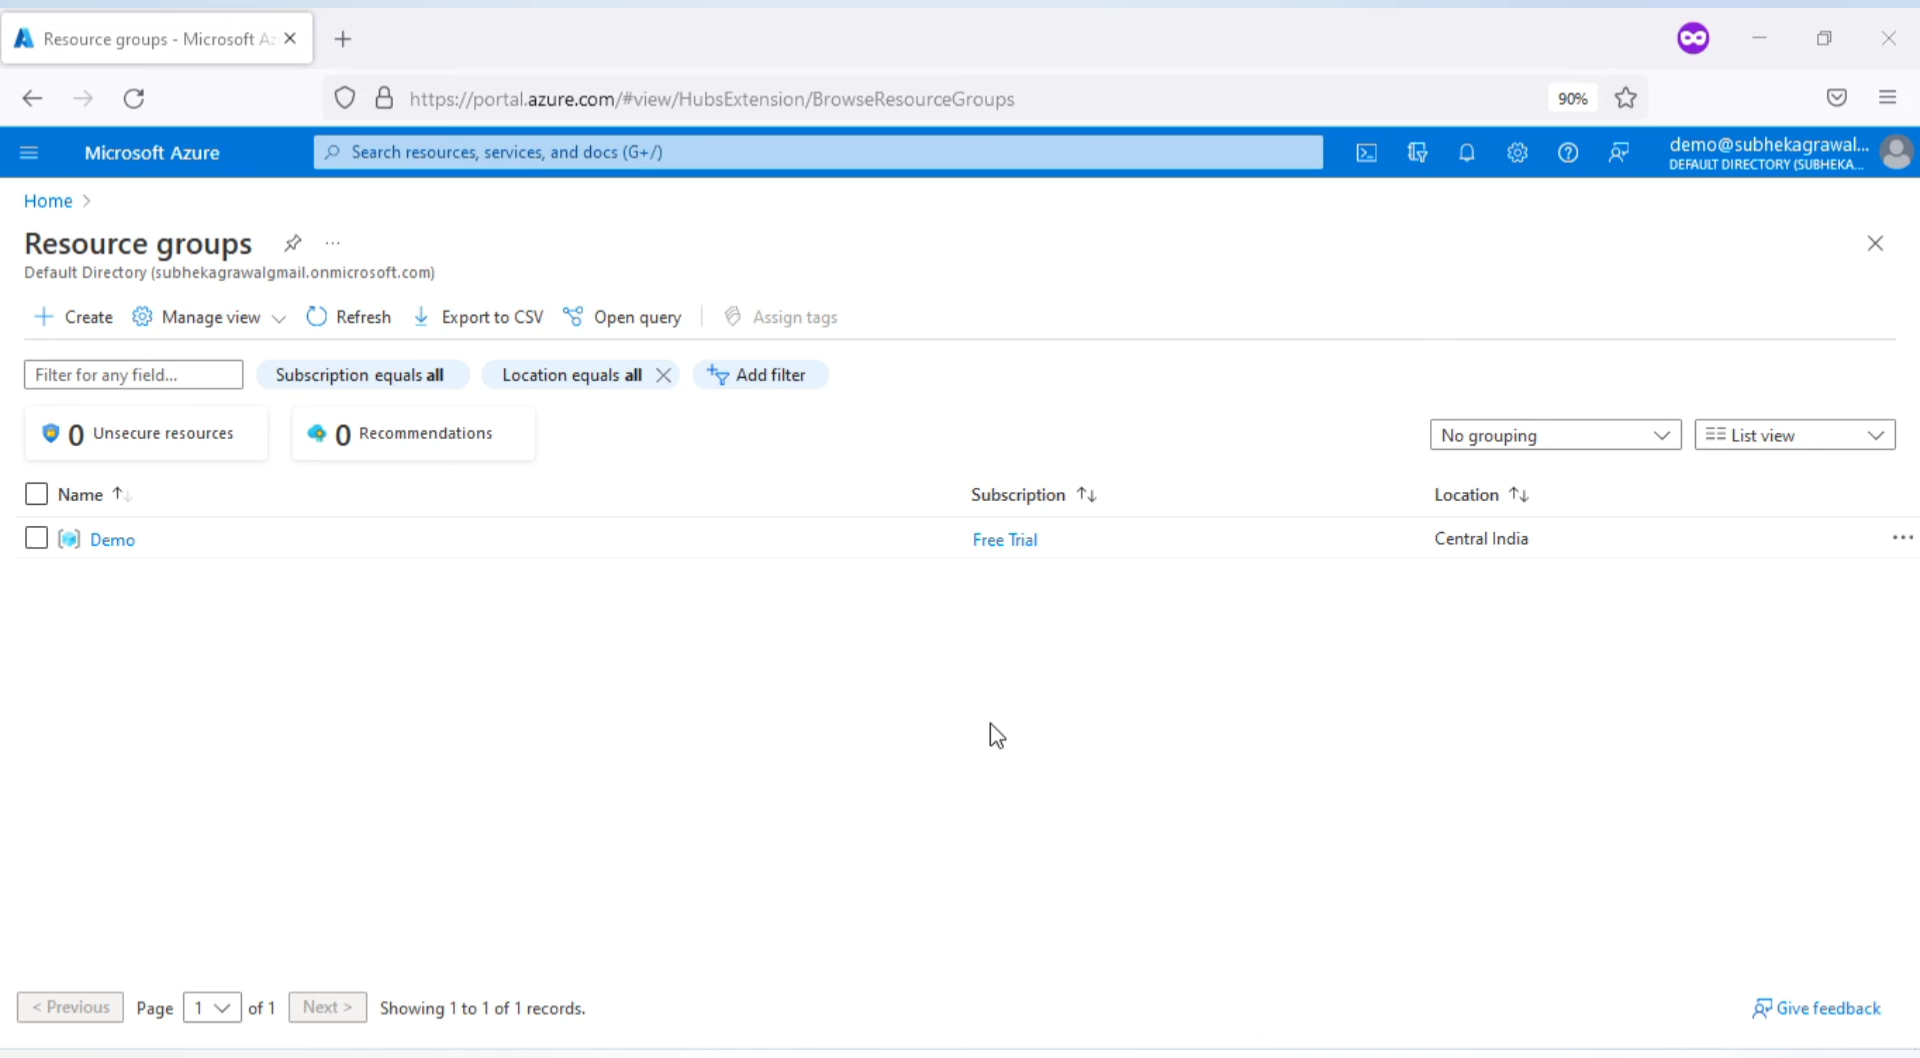 Resource groups - Microsoft Az
https://portal.azure.com/#view/HubsExtension/BrowseResourceGroups
90%
Microsoft Azure
Search resources, services, and docs (G+/)
demo@subhekagrawal...
DEFAULT DIRECTORY (SUBHEKA...
Home
Resource groups
Default Directory (subhekagrawalgmail.onmicrosoft.com)
Create
Manage view
Refresh
Export to CSV
Open query
Assign tags
Filter for any field...
Subscription equals all
Location equals all
Add filter
0 Unsecure resources
0 Recommendations
No grouping
List view
Name
Subscription
Location
Demo
Free Trial
Central India
< Previous
Page
1
of 1
Next >
Showing 1 to 1 of 1 records.
Give feedback